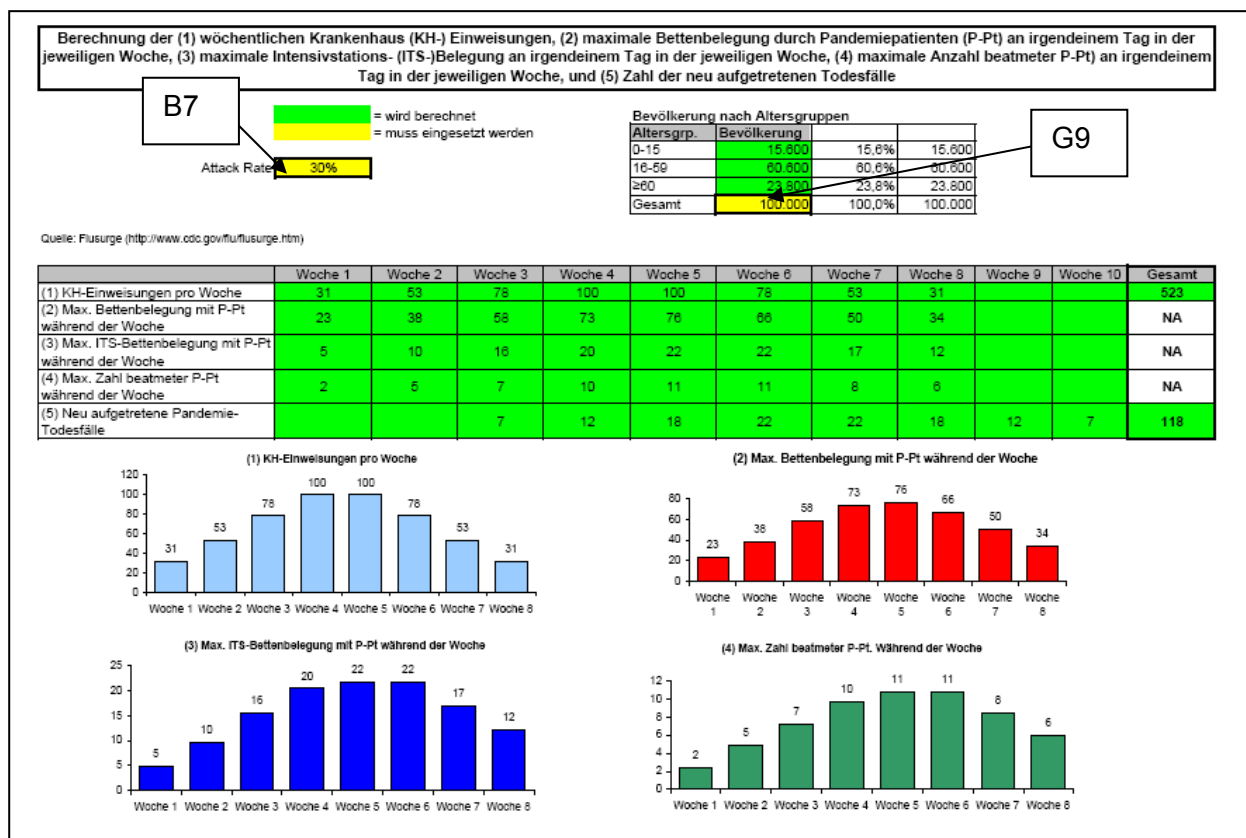 Berechnung der (1) wöchentlichen Krankenhaus (KH-) Einweisungen, (2) maximale Bettenbelegung durch Pandemiepatienten (P-Pt) an irgendeinem Tag in der
jeweiligen Woche, (3) maximale Intensivstations- (ITS-)Belegung an irgendeinem Tag in der jeweiligen Woche, (4) maximale Anzahl beatmeter P-Pt) an irgendeinem
Tag in der jeweiligen Woche, und (5) Zahl der neu aufgetretenen Todesfälle
B7
= wird berechnet
= muss eingesetzt werden
Attack Rate 30%
Bevölkerung nach Altersgruppen
Altersgrp. Bevölkerung
0-15 15.600 15,6% 15.600
16-59 60.600 60,6% 60.600
≥60 23.800 23,8% 23.800
Gesamt 100.000 100,0% 100.000
G9
Quelle: Flusurge (http://www.cdc.gov/flu/flusurge.htm)
Woche 1 Woche 2 Woche 3 Woche 4 Woche 5 Woche 6 Woche 7 Woche 8 Woche 9 Woche 10 Gesamt
(1) KH-Einweisungen pro Woche 31 53 78 100 100 78 53 31 523
(2) Max. Bettenbelegung mit P-Pt
während der Woche 23 38 58 73 76 66 50 34 NA
(3) Max. ITS-Bettenbelegung mit P-Pt
während der Woche 5 10 16 20 22 22 17 12 NA
(4) Max. Zahl beatmeter P-Pt
während der Woche 2 5 7 10 11 11 8 6 NA
(5) Neu aufgetretene Pandemie-
Todesfälle 7 12 18 22 22 18 12 7 118
(1) KH-Einweisungen pro Woche
120
100
80
60
40
20
0
31 53 78 100 100 78 53 31
Woche 1 Woche 2 Woche 3 Woche 4 Woche 5 Woche 6 Woche 7 Woche 8
(2) Max. Bettenbelegung mit P-Pt während der Woche
80
60
40
20
0
23 38 58 73 76 66 50 34
Woche Woche Woche Woche Woche Woche Woche Woche
1 2 3 4 5 6 7 8
(3) Max. ITS-Bettenbelegung mit P-Pt während der Woche
25
20
15
10
5
0
5 10 16 20 22 22 17 12
Woche 1 Woche 2 Woche 3 Woche 4 Woche 5 Woche 6 Woche 7 Woche 8
(4) Max. Zahl beatmeter P-Pt. Während der Woche
12
10
8
6
4
2
0
2 5 7 10 11 11 8 6
Woche 1 Woche 2 Woche 3 Woche 4 Woche 5 Woche 6 Woche 7 Woche 8